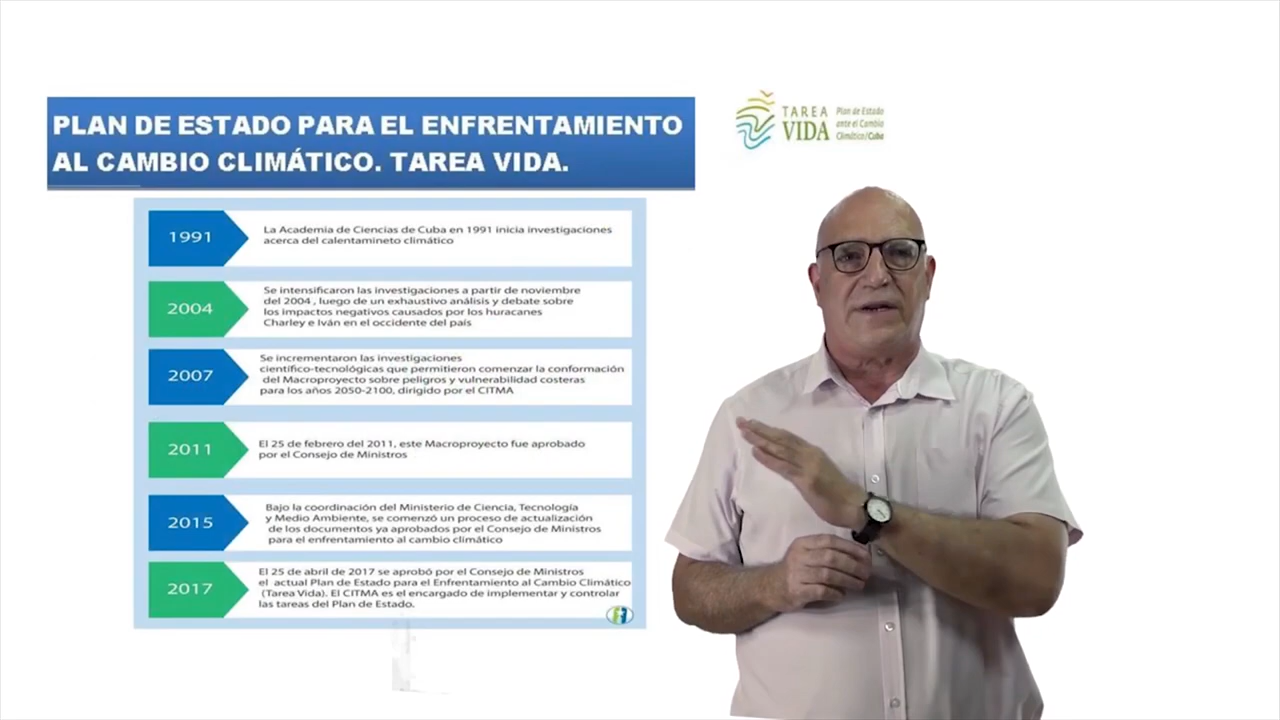 PLAN DE ESTADO PARA EL ENFRENTAMIENTO
AL CAMBIO CLIMÁTICO. TAREA VIDA.
TAREA
VIDA
Plan de Estado
ante el Cambio
Climático/Cuba
1991
La Academia de Ciencias de Cuba en 1991 inicia investigaciones
acerca del calentamineto climático
2004
Se intensificaron las investigaciones a partir de noviembre
del 2004 , luego de un exhaustivo análisis y debate sobre
los impactos negativos causados por los huracanes
Charley e Iván en el occidente del país
2007
Se incrementaron las investigaciones
científico-tecnológicas que permitieron comenzar la conformación
del Macroproyecto sobre peligros y vulnerabilidad costeras
para los años 2050-2100, dirigido por el CITMA
2011
El 25 de febrero del 2011, este Macroproyecto fue aprobado
por el Consejo de Ministros
2015
Bajo la coordinación del Ministerio de Ciencia, Tecnología
y Medio Ambiente, se comenzó un proceso de actualización
de los documentos ya aprobados por el Consejo de Ministros
para el enfrentamiento al cambio climático
2017
El 25 de abril de 2017 se aprobó por el Consejo de Ministros
el actual Plan de Estado para el Enfrentamiento al Cambio Climático
(Tarea Vida). El CITMA es el encargado de implementar y controlar
las tareas del Plan de Estado.